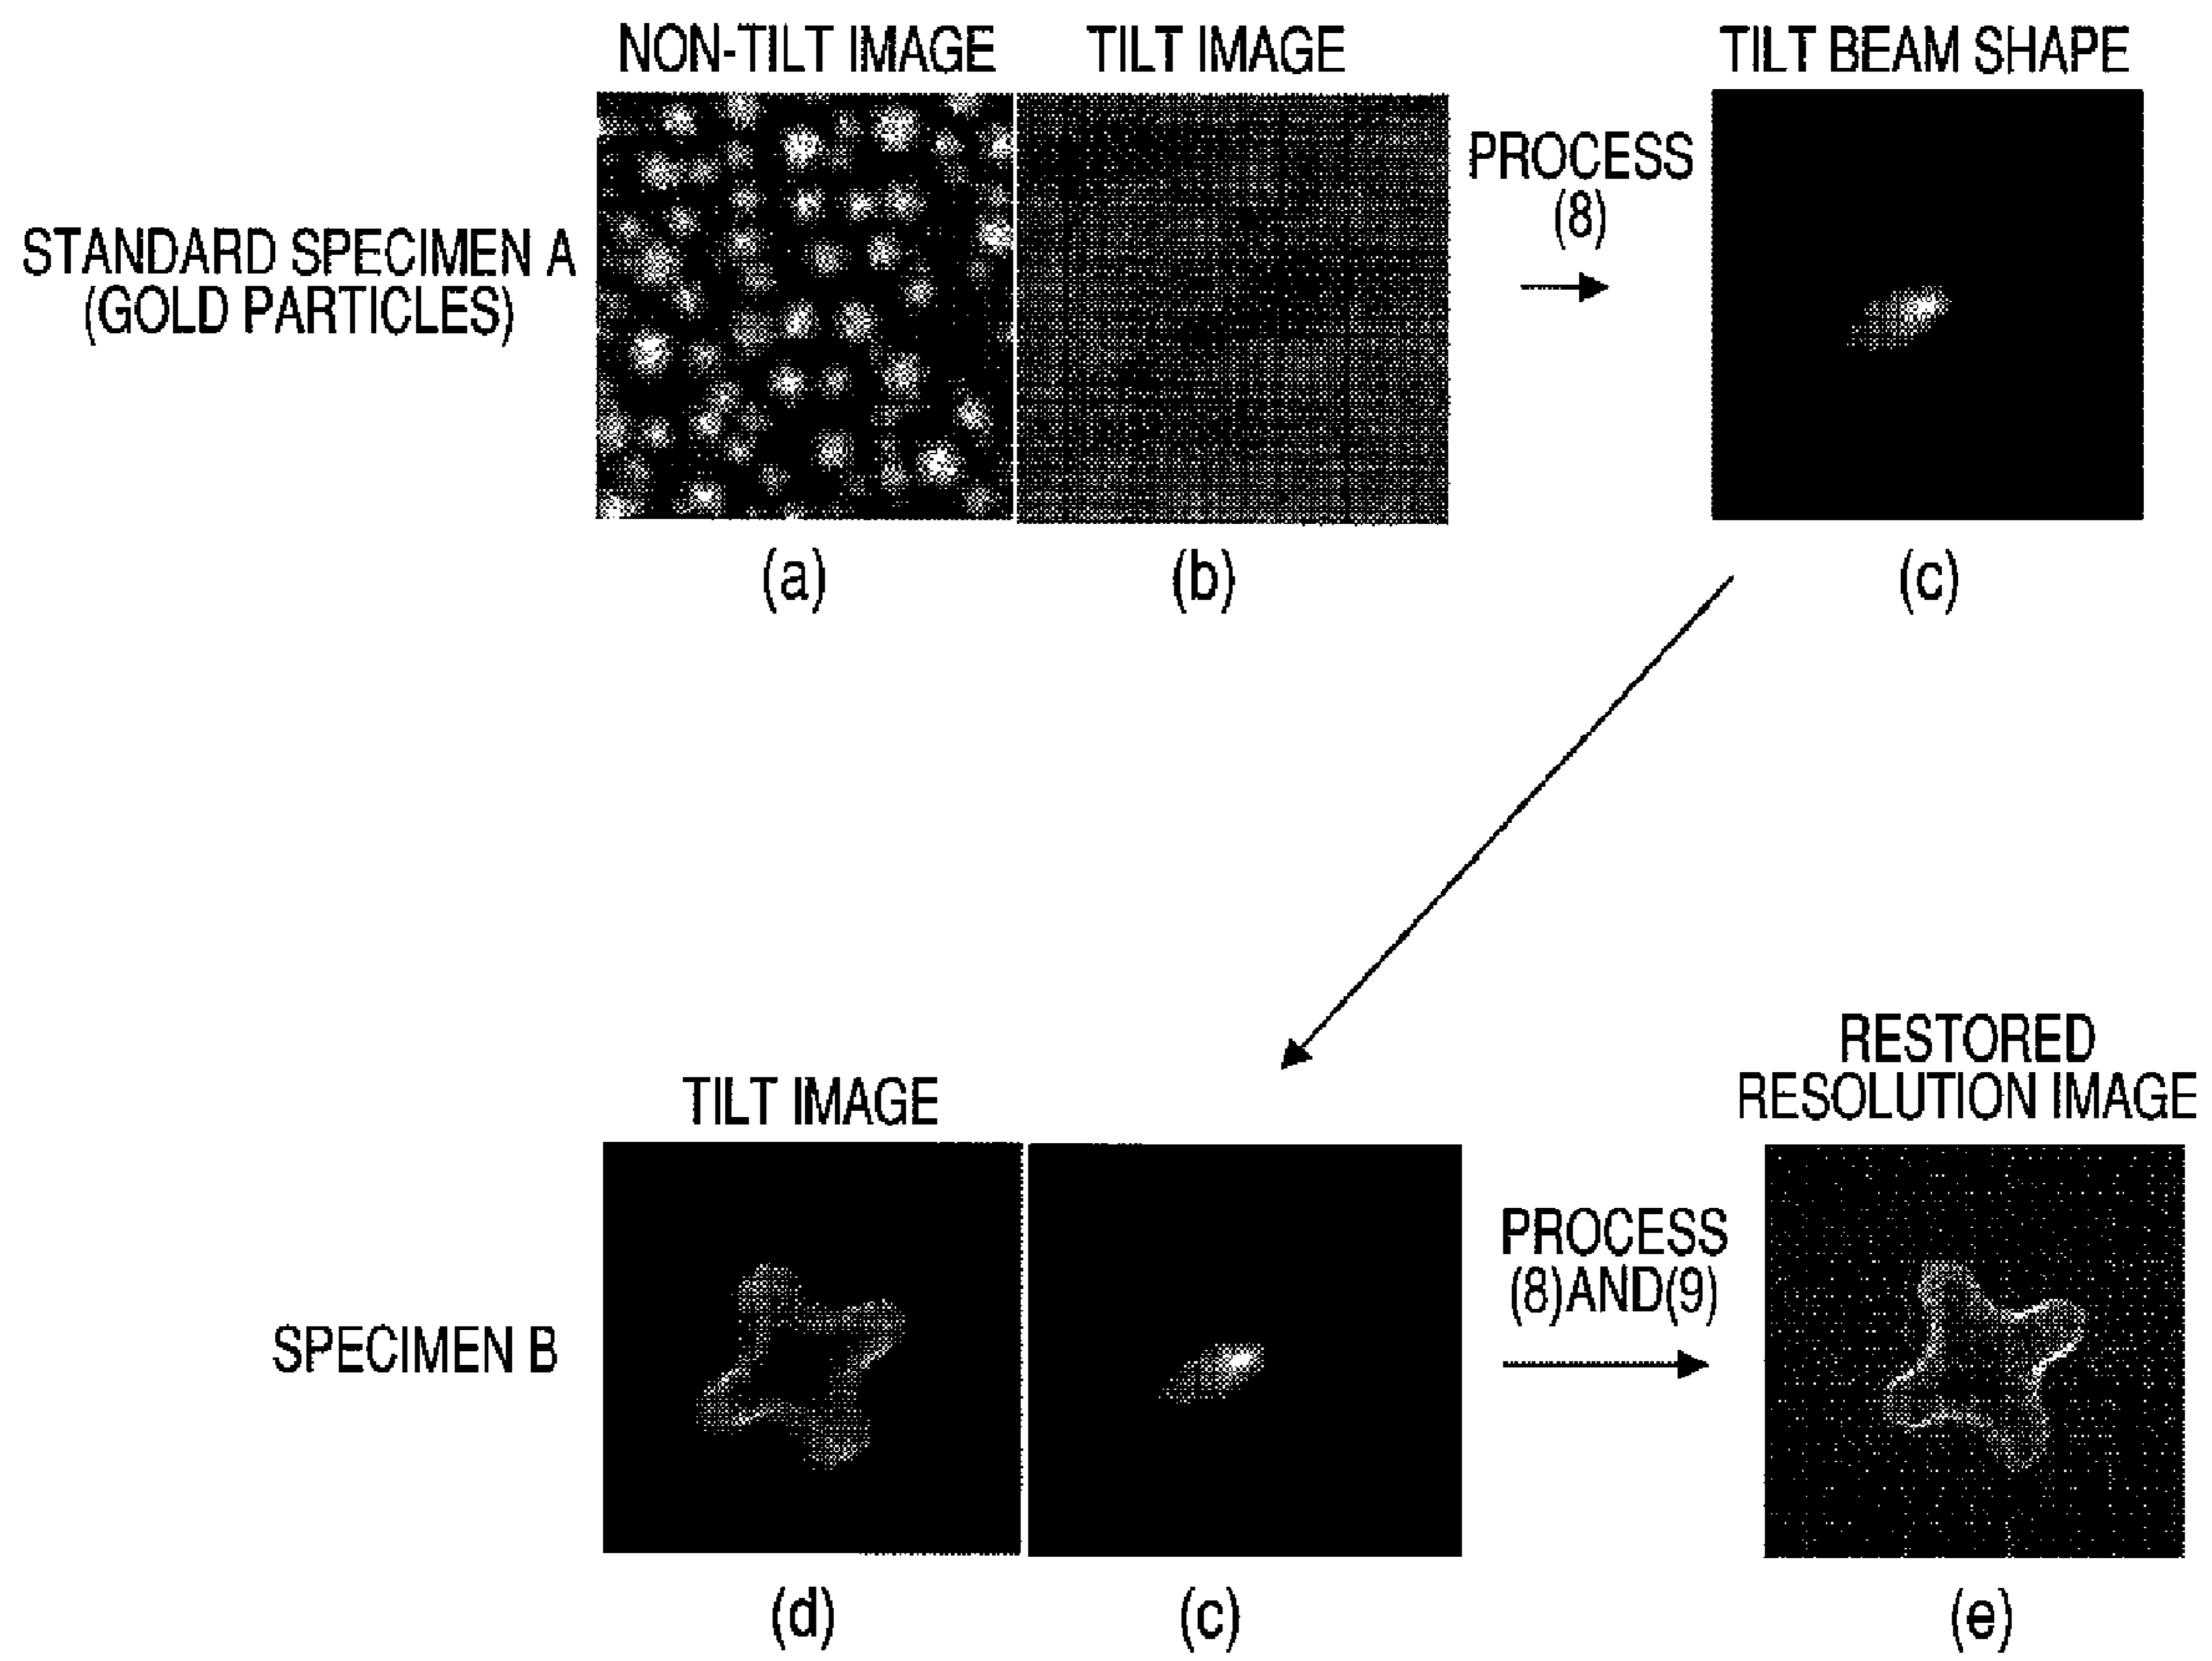 NON-TILT IMAGE
TILT IMAGE
TILT BEAM SHAPE
PROCESS
(8)
STANDARD SPECIMEN A
(GOLD PARTICLES)
(a)
(b)
(c)
TILT IMAGE
RESTORED
RESOLUTION IMAGE
PROCESS
(8)AND(9)
SPECIMEN B
(d)
(c)
(e)